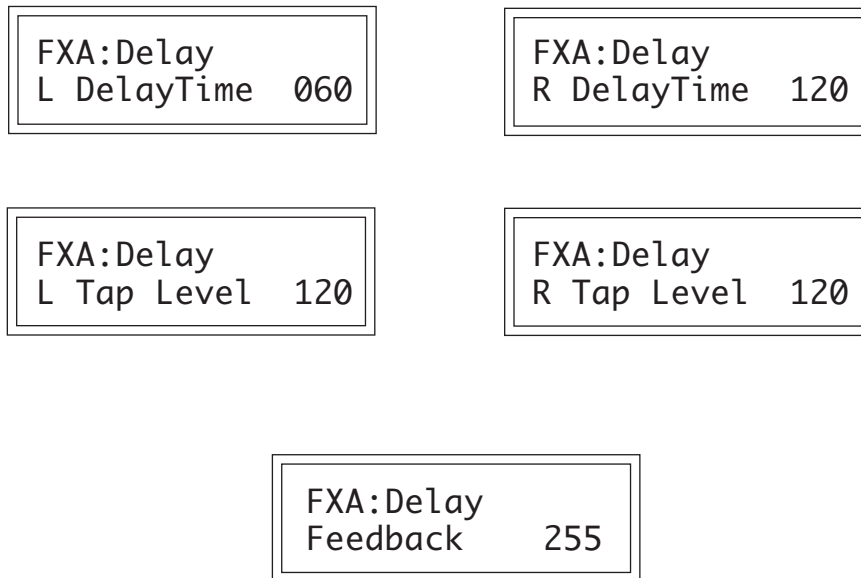 FXA:Delay
L DelayTime 060
FXA:Delay
R DelayTime 120
FXA:Delay
L Tap Level 120
FXA:Delay
R Tap Level 120
FXA:Delay
Feedback 255